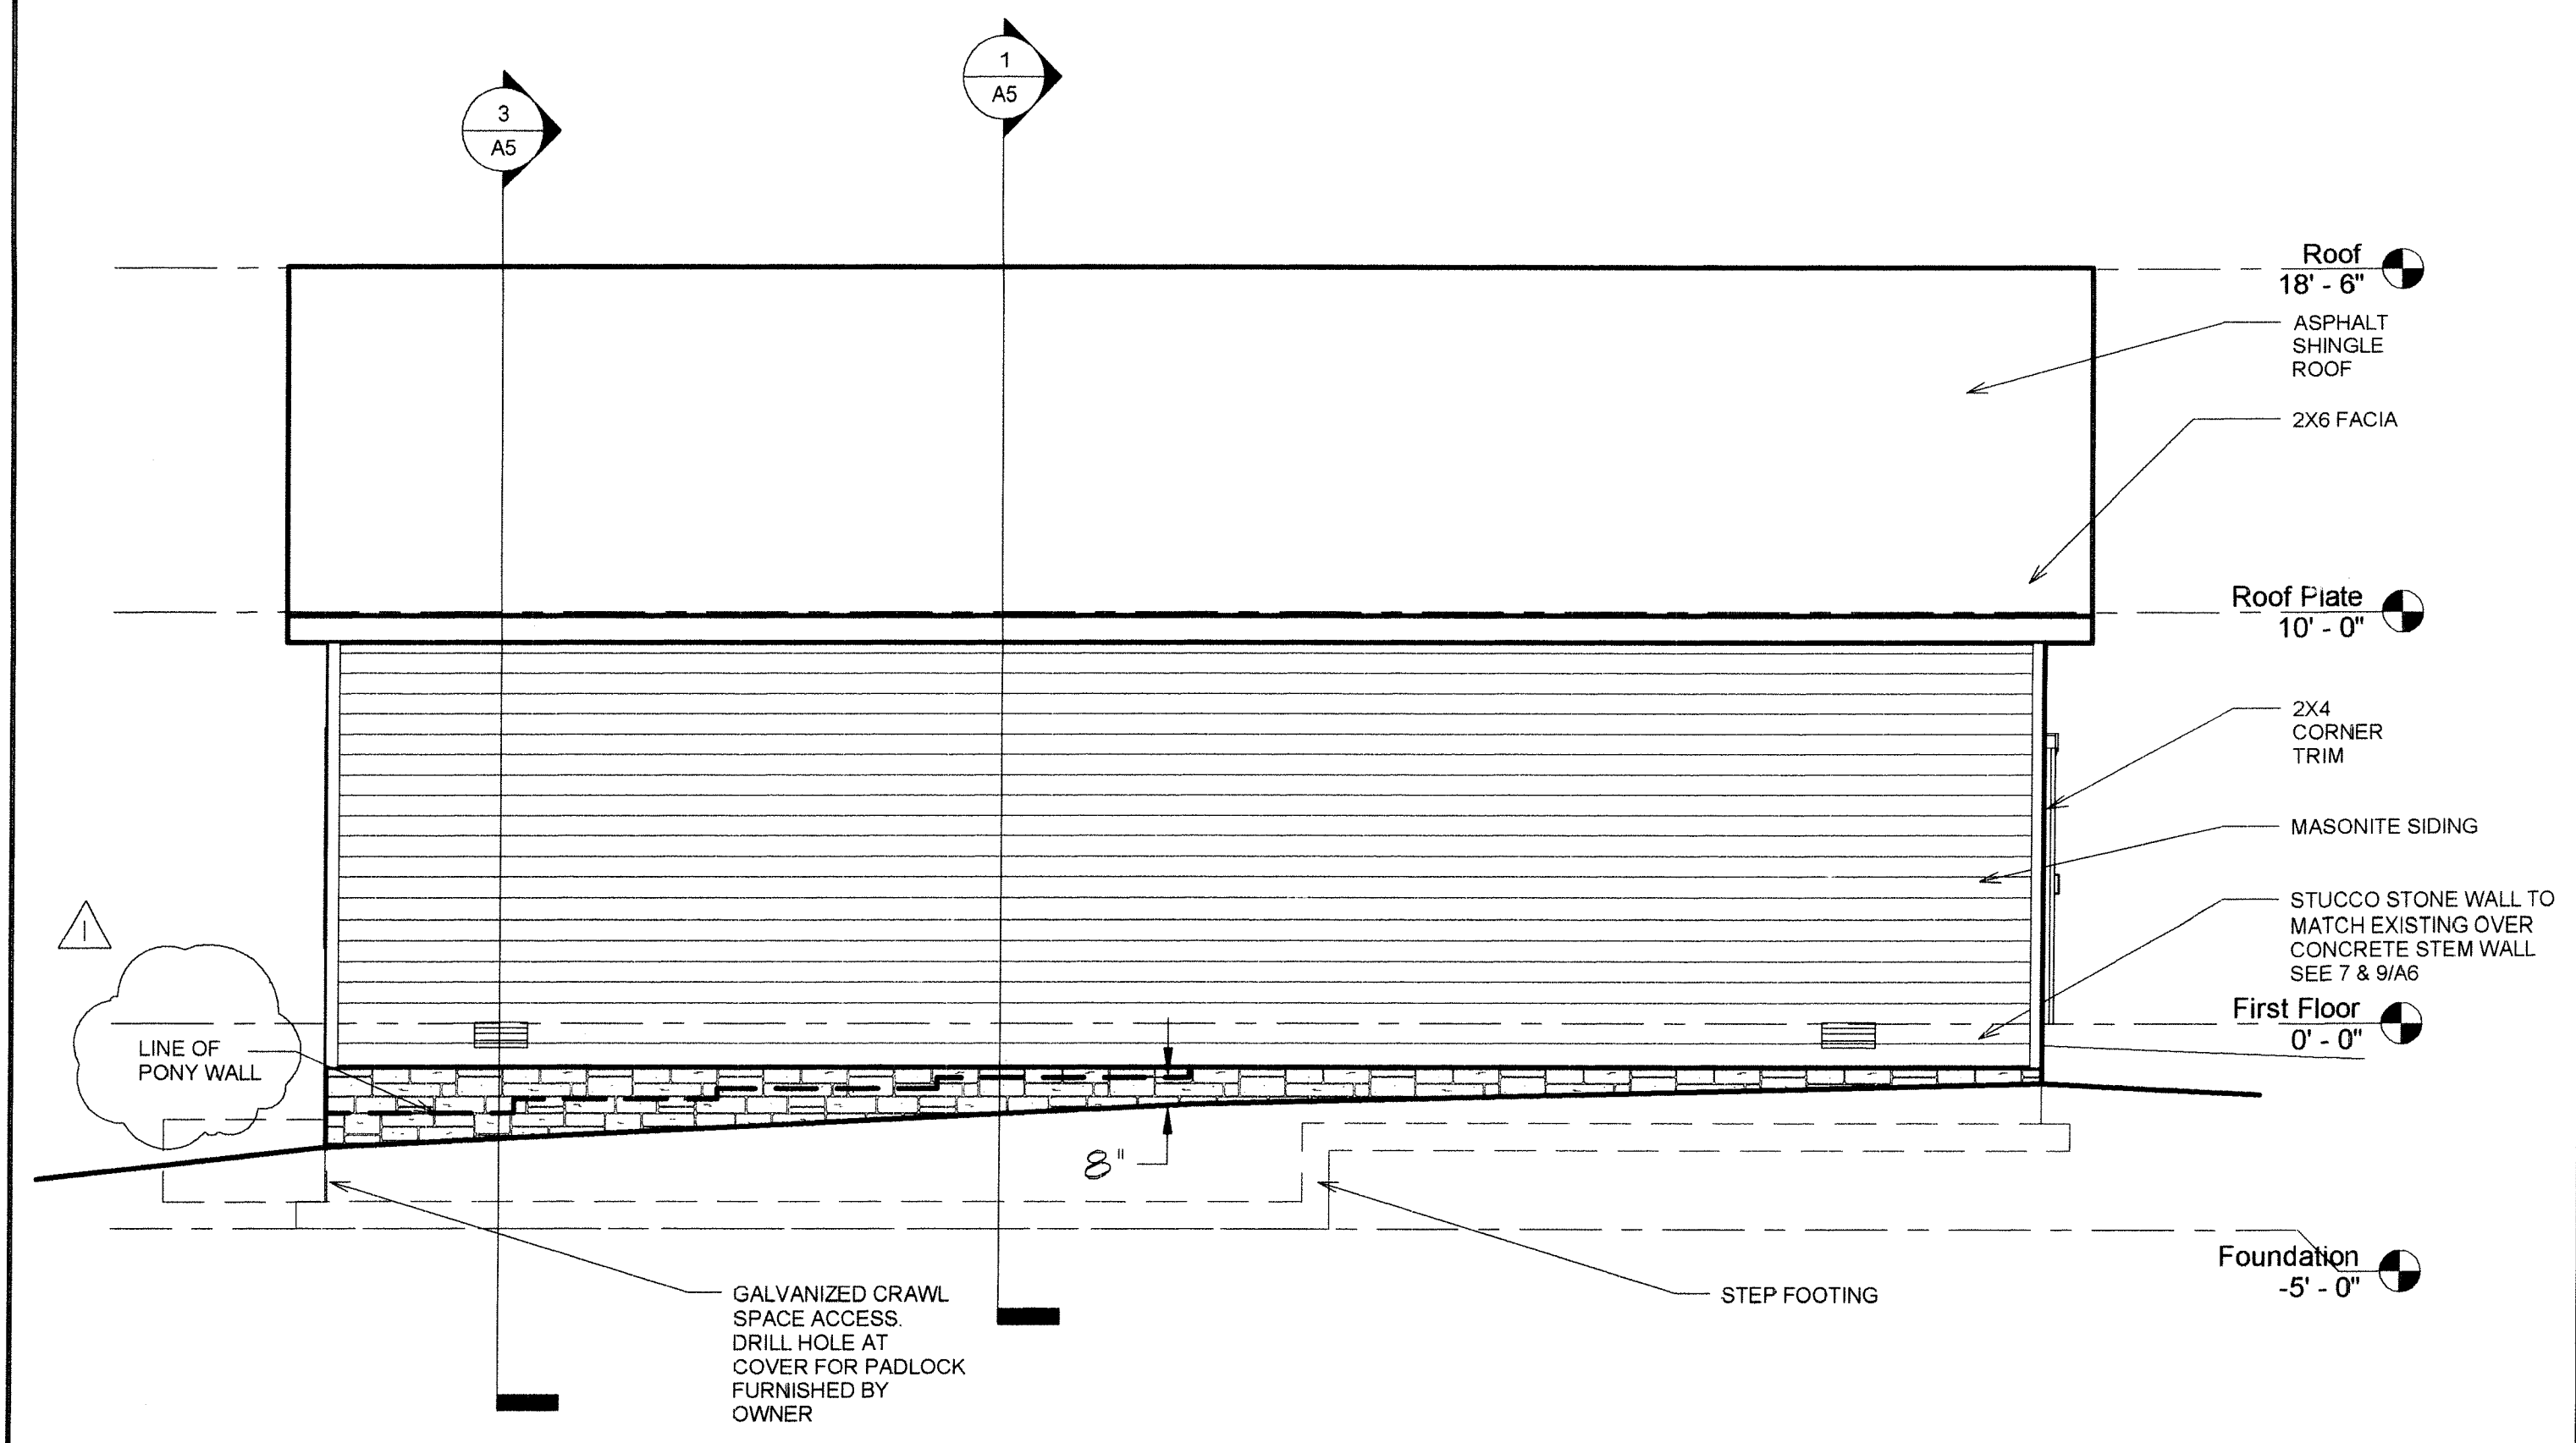 1
A5
3
A5
Roof
18' - 6"
ASPHALT
SHINGLE
ROOF
2X6 FACIA
Roof Plate
10' - 0"
2X4
CORNER
TRIM
MASONITE SIDING
STUCCO STONE WALL TO
MATCH EXISTING OVER
CONCRETE STEM WALL
SEE 7 & 9/A6
First Floor
0' - 0"
1
LINE OF
PONY WALL
8"
Foundation
-5' - 0"
GALVANIZED CRAWL
SPACE ACCESS.
DRILL HOLE AT
COVER FOR PADLOCK
FURNISHED BY
OWNER
STEP FOOTING